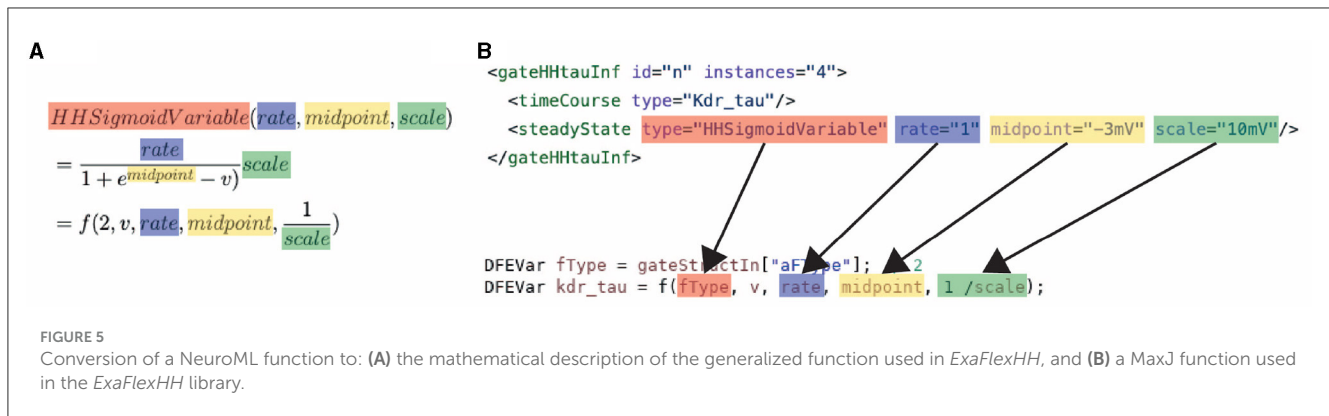 A
HHSigmoidVariable(rate, midpoint, scale)
= rate / 1 + e^midpoint − v) scale
= f(2, v, rate, midpoint, 1 / scale)
B
<gateHHtauInf id="n" instances="4">
<timeCourse type="Kdr_tau"/>
<steadyState type="HHSigmoidVariable" rate="1" midpoint="-3mV" scale="10mV"/>
</gateHHtauInf>
DFEVar fType = gateStructIn["aFType"]; 2
DFEVar kdr_tau = f(fType, v, rate, midpoint, 1 /scale);
FIGURE 5
Conversion of a NeuroML function to: (A) the mathematical description of the generalized function used in ExaFlexHH, and (B) a MaxJ function used
in the ExaFlexHH library.